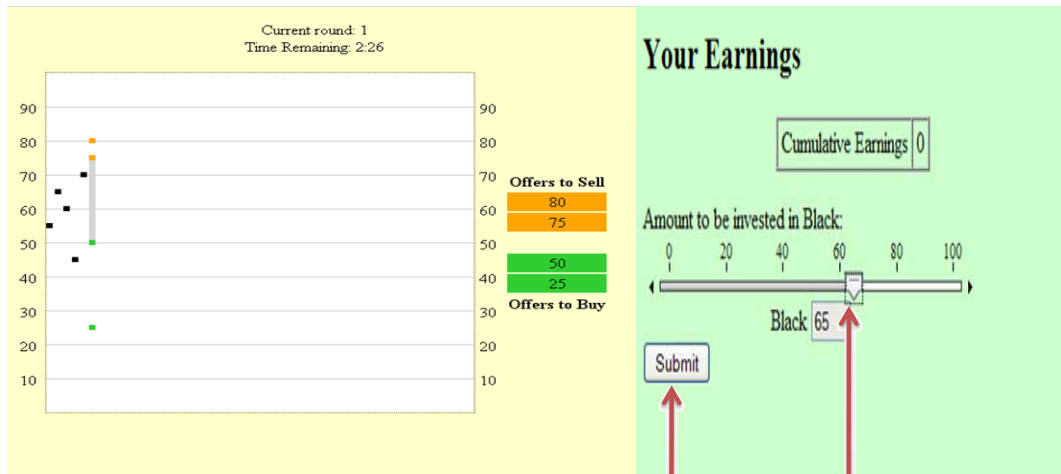 Current round: 1
Time Remaining: 2:26
90
80
70
60
50
40
30
20
10
90
80
70
60
50
40
30
20
10
Offers to Sell
80
75
50
25
Offers to Buy
Your Earnings
Cumulative Earnings 0
Amount to be invested in Black:
0 20 40 60 80 100
Black 65
Submit